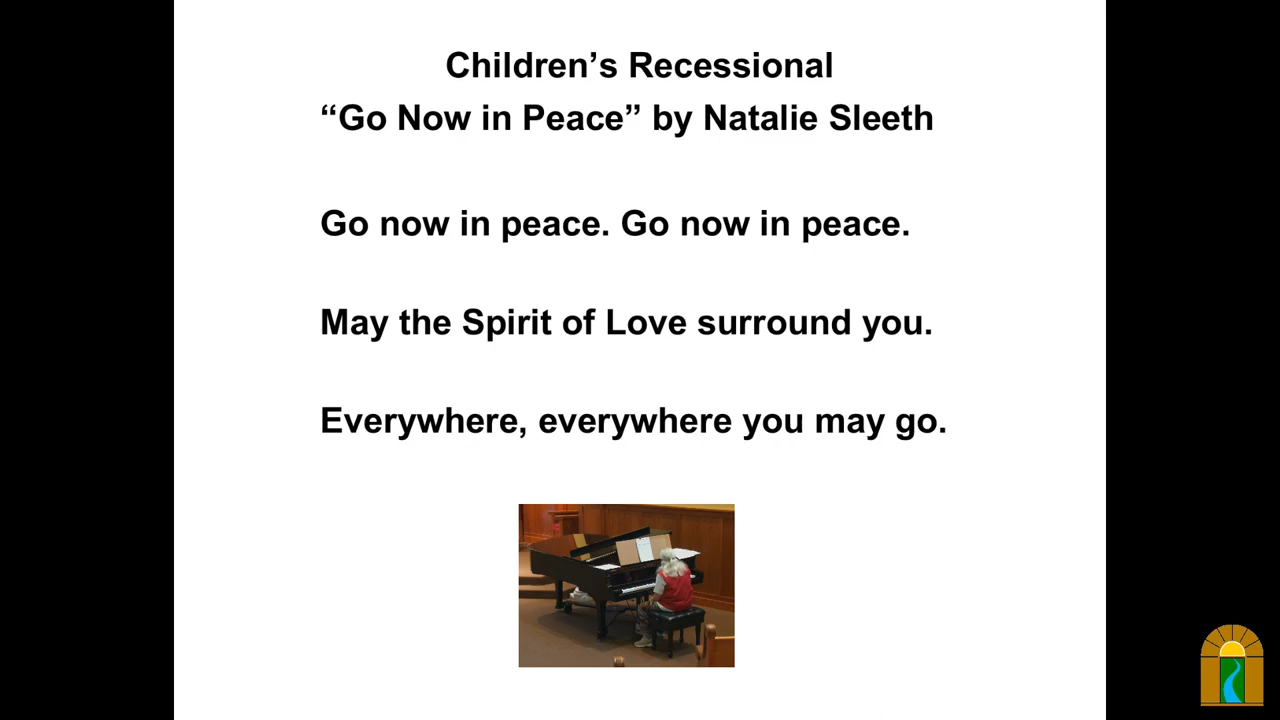 Children’s Recessional
“Go Now in Peace” by Natalie Sleeth
Go now in peace. Go now in peace.
May the Spirit of Love surround you.
Everywhere, everywhere you may go.